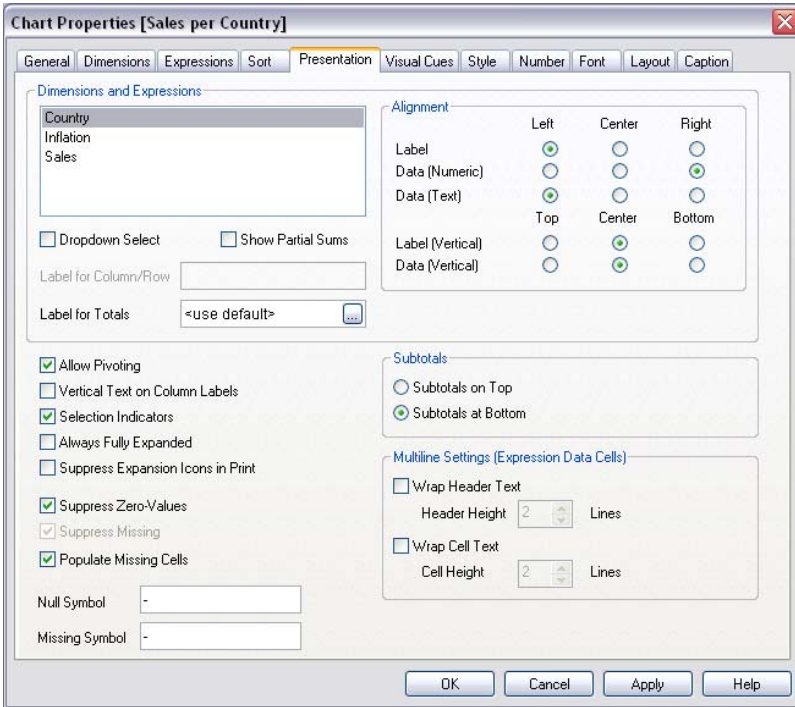 Chart Properties [Sales per Country]
General Dimensions Expressions Sort Presentation Visual Cues Style Number Font Layout Caption
Dimensions and Expressions
Country
Inflation
Sales
Dropdown Select Show Partial Sums
Label for Column/Row
Label for Totals <use default> ...
Alignment
Left Center Right
Label
Data (Numeric)
Data (Text)
Top Center Bottom
Label (Vertical)
Data (Vertical)
Allow Pivoting
Vertical Text on Column Labels
Selection Indicators
Always Fully Expanded
Suppress Expansion Icons in Print
Suppress Zero-Values
Suppress Missing
Populate Missing Cells
Null Symbol -
Missing Symbol -
Subtotals
Subtotals on Top
Subtotals at Bottom
Multiline Settings (Expression Data Cells)
Wrap Header Text
Header Height 2 Lines
Wrap Cell Text
Cell Height 2 Lines
OK Cancel Apply Help